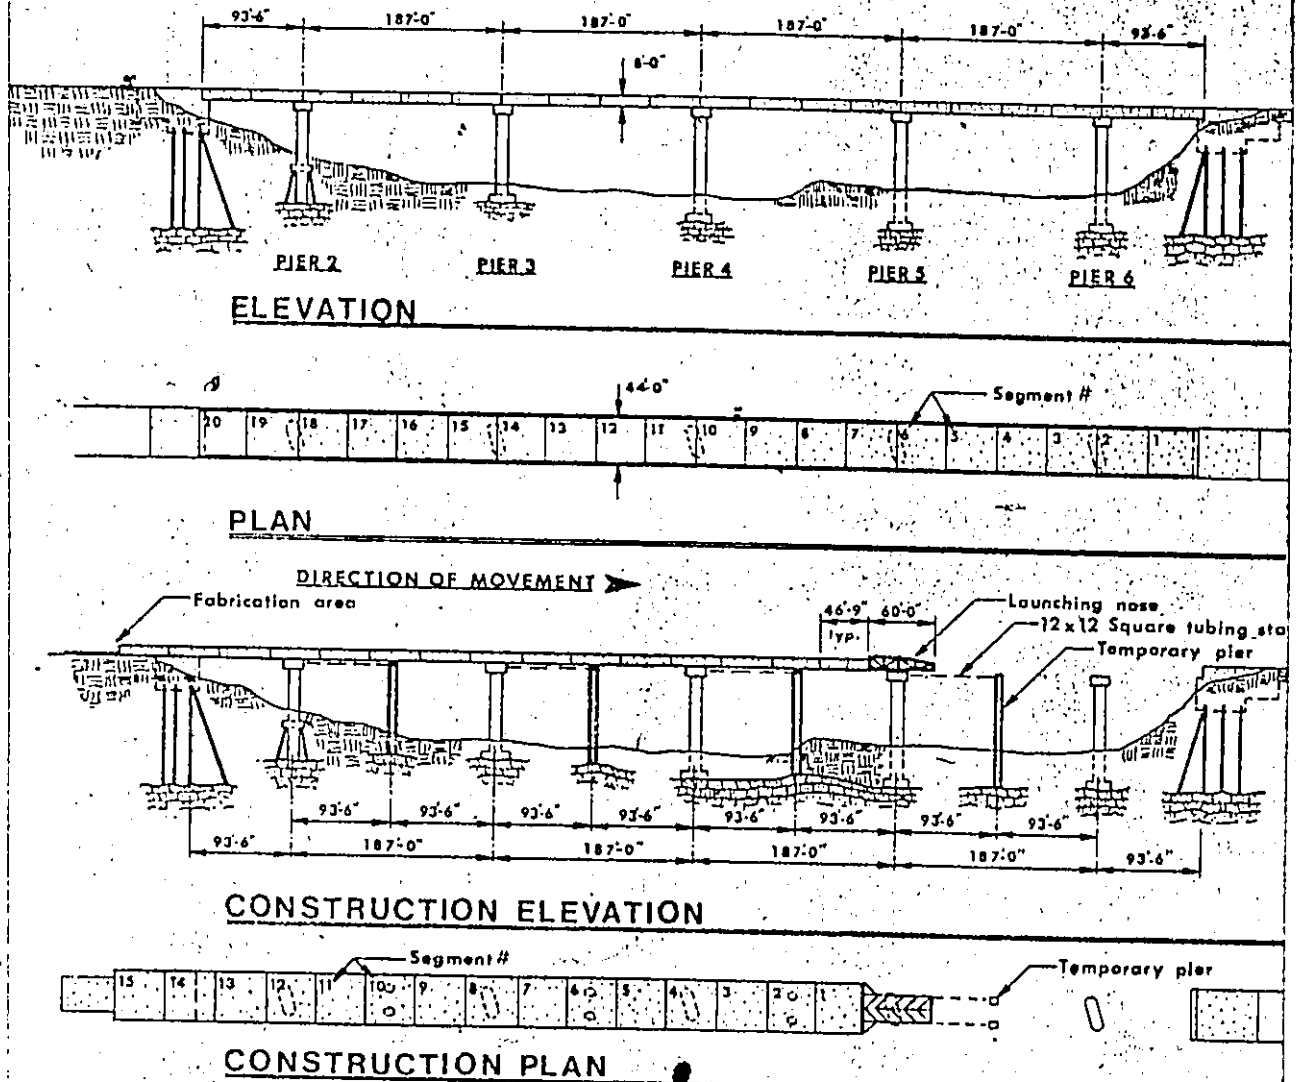 93'-6" 187'-0" 187'-0" 187'-0" 187'-0" 93'-6"
8'-0"
PIER 2 PIER 3 PIER 4 PIER 5 PIER 6
ELEVATION
44'-0" Segment #
20 19 18 17 16 15 14 13 12 11 10 9 8 7 6 5 4 3 2 1
PLAN
DIRECTION OF MOVEMENT
Fabrication area
46'-9" 60'-0" Launching nose
typ. 12x12 Square tubing sta
Temporary pier
93'-6" 93'-6" 93'-6" 93'-6" 93'-6" 93'-6" 93'-6" 93'-6"
93'-6" 187'-0" 187'-0" 187'-0" 187'-0" 93'-6"
CONSTRUCTION ELEVATION
Segment # Temporary pier
15 14 13 12 11 10 9 8 7 6 5 4 3 2 1
CONSTRUCTION PLAN